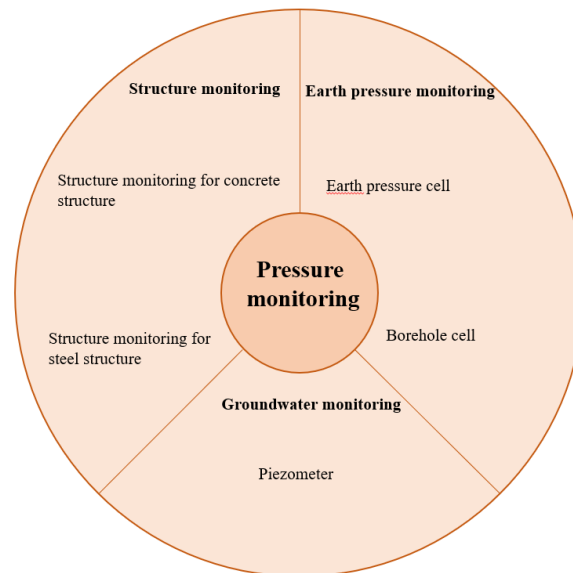 Structure monitoring
Structure monitoring for concrete
structure
Structure monitoring for
steel structure
Earth pressure monitoring
Earth pressure cell
Borehole cell
Pressure
monitoring
Groundwater monitoring
Piezometer